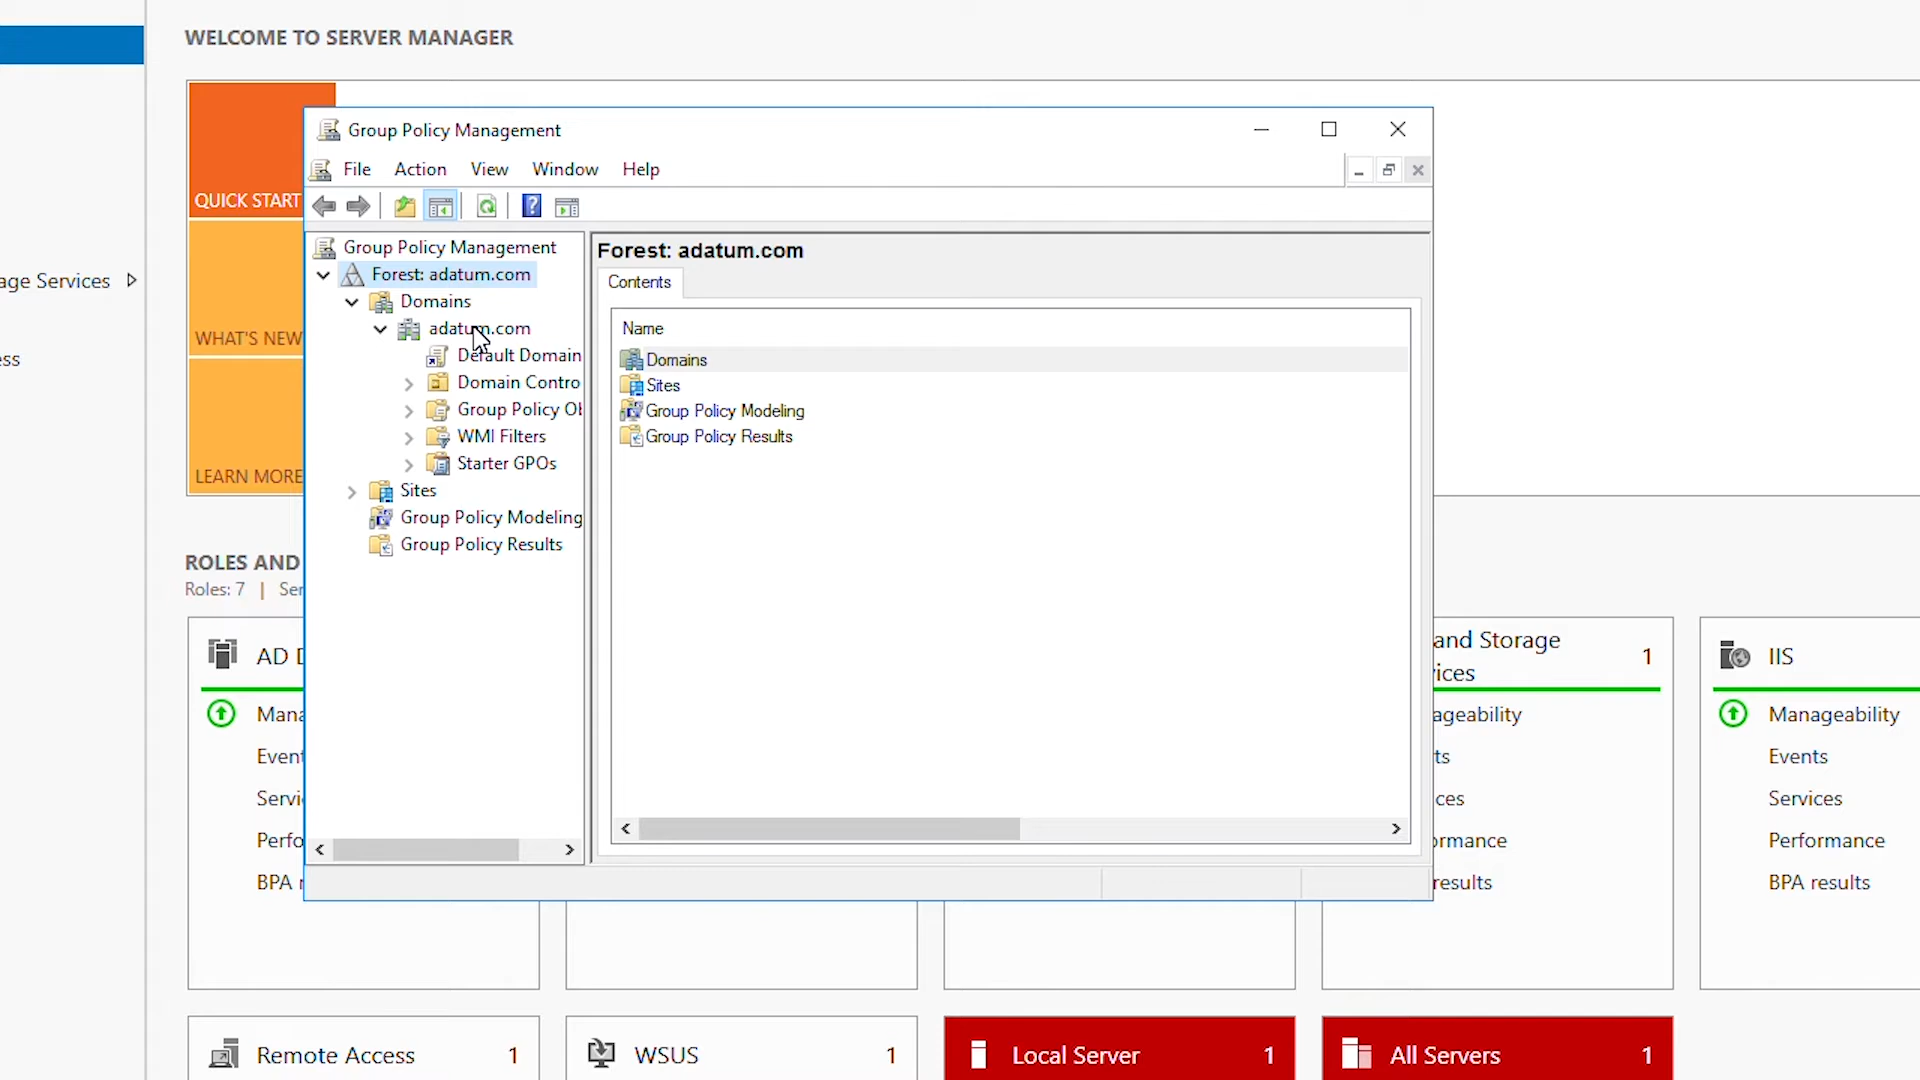 WELCOME TO SERVER MANAGER
QUICK START
WHAT'S NEW
LEARN MORE
age Services
ess
Group Policy Management
File Action View Window Help
Group Policy Management
Forest: adatum.com
Domains
adatum.com
Default Domain
Domain Contro
Group Policy Ob
WMI Filters
Starter GPOs
Sites
Group Policy Modeling
Group Policy Results
Forest: adatum.com
Contents
Name
Domains
Sites
Group Policy Modeling
Group Policy Results
ROLES AND
Roles: 7 | Ser
AD D
Mana
Event
Servi
Perfo
BPA r
and Storage 1
ices
ageability
ts
ces
rmance
results
IIS
Manageability
Events
Services
Performance
BPA results
Remote Access 1
WSUS 1
Local Server 1
All Servers 1